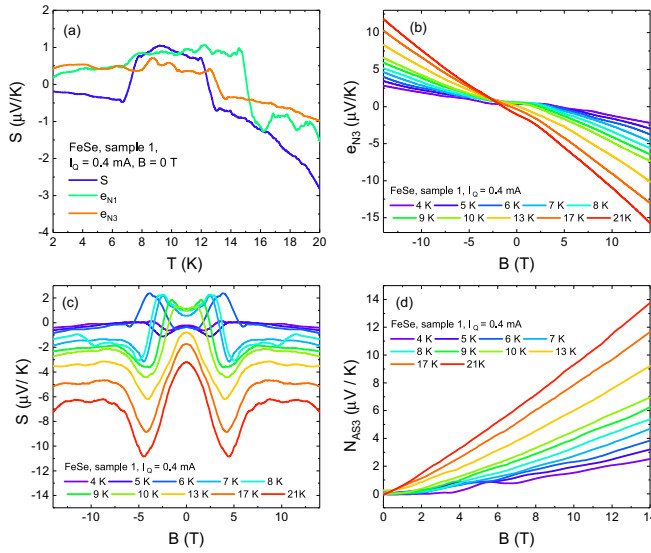 (a)
2
1
0
-1
-2
-3
-4
S (µV/K)
FeSe, sample 1,
I_Q = 0.4 mA, B = 0 T
S
e_N1
e_N3
2 4 6 8 10 12 14 16 18 20
T (K)
(b)
10
5
0
-5
-10
-15
e_N3 (µV/K)
FeSe, sample 1, I_Q = 0.4 mA
4 K 5 K 6 K 7 K 8 K
9 K 10 K 13 K 17 K 21K
-10 -5 0 5 10
B (T)
(c)
2
0
-2
-4
-6
-8
-10
-12
-14
S (µV/ K)
FeSe, sample 1, I_Q = 0.4 mA
4 K 5 K 6 K 7 K 8 K
9 K 10 K 13 K 17 K 21K
-10 -5 0 5 10
B (T)
(d)
14
12
10
8
6
4
2
0
N_AS3 (µV / K)
FeSe, sample 1, I_Q = 0.4 mA
4 K 5 K 6 K 7 K
8 K 9 K 10 K 13 K
17 K 21K
0 2 4 6 8 10 12 14
B (T)